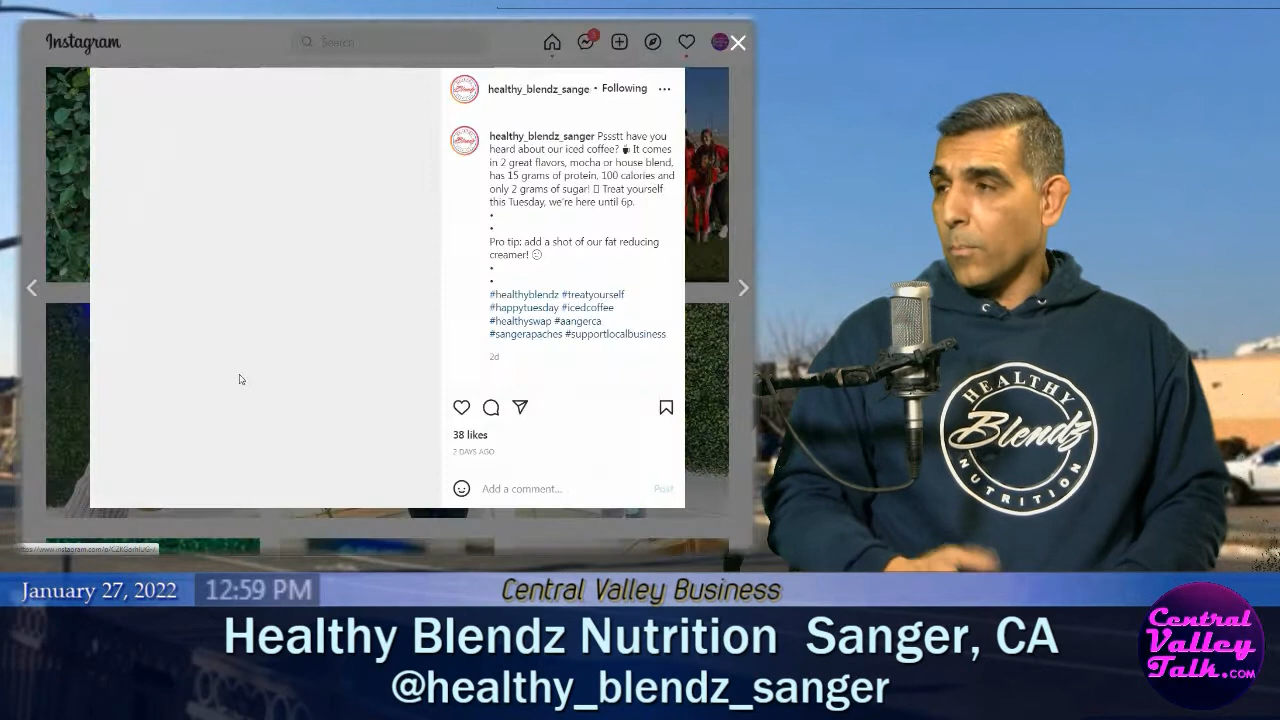 Instagram
Search
healthy_blendz_sange • Following
healthy_blendz_sanger Pssstt have you
heard about our iced coffee? It comes
in 2 great flavors, mocha or house blend,
has 15 grams of protein, 100 calories and
only 2 grams of sugar! Treat yourself
this Tuesday, we're here until 6p.
Pro tip: add a shot of our fat reducing
creamer!
#healthyblendz #treatyourself
#happytuesday #icedcoffee
#healthyswap #aangerca
#sangerapaches #supportlocalbusiness
2d
38 likes
2 DAYS AGO
Add a comment... Post
HEALTHY
Blendz
NUTRITION
January 27, 2022 12:59 PM Central Valley Business
Healthy Blendz Nutrition Sanger, CA
@healthy_blendz_sanger
Central
Valley
Talk.com